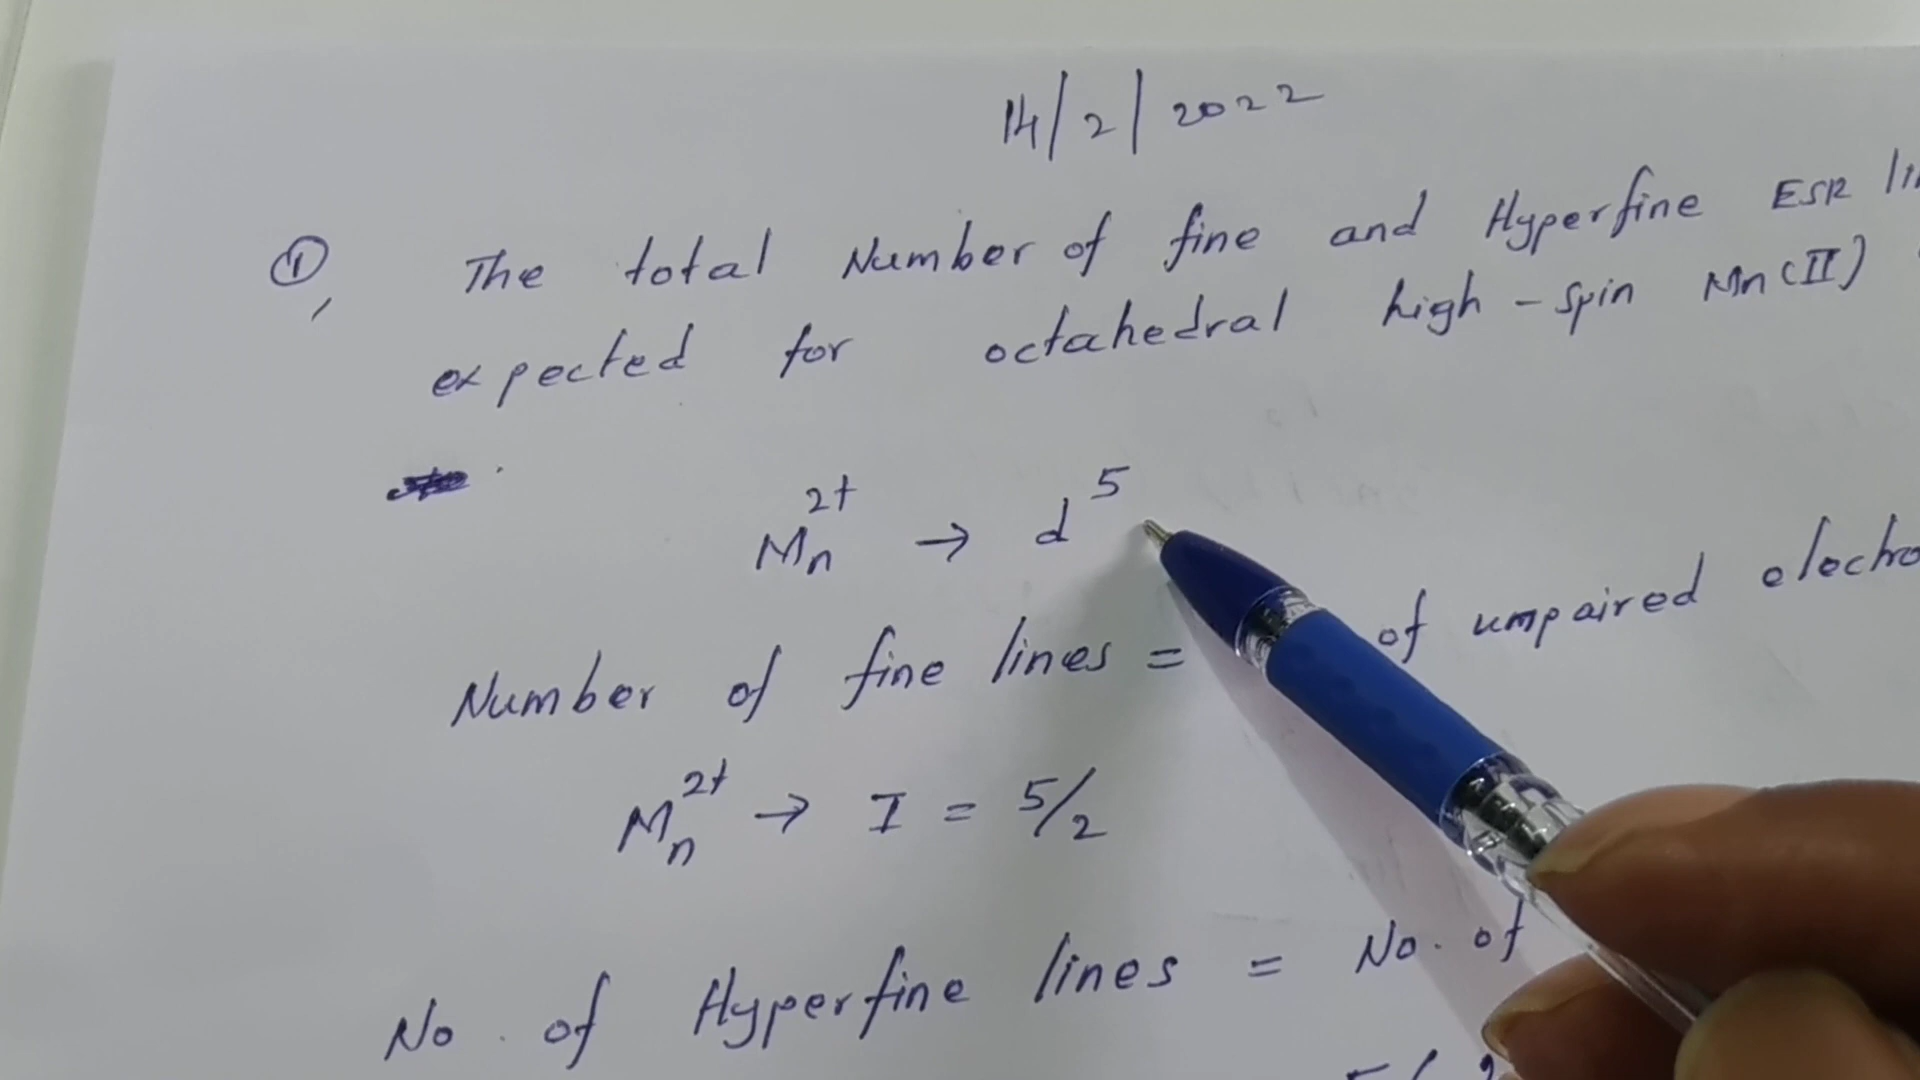 14/2/2022
①, The total Number of fine and Hyperfine ESR
expected for octahedral high-spin Mn(II)
Mn²⁺ → d⁵
Number of fine lines = of unpaired
Mn²⁺ → I = 5/2
No. of Hyperfine lines = No. of